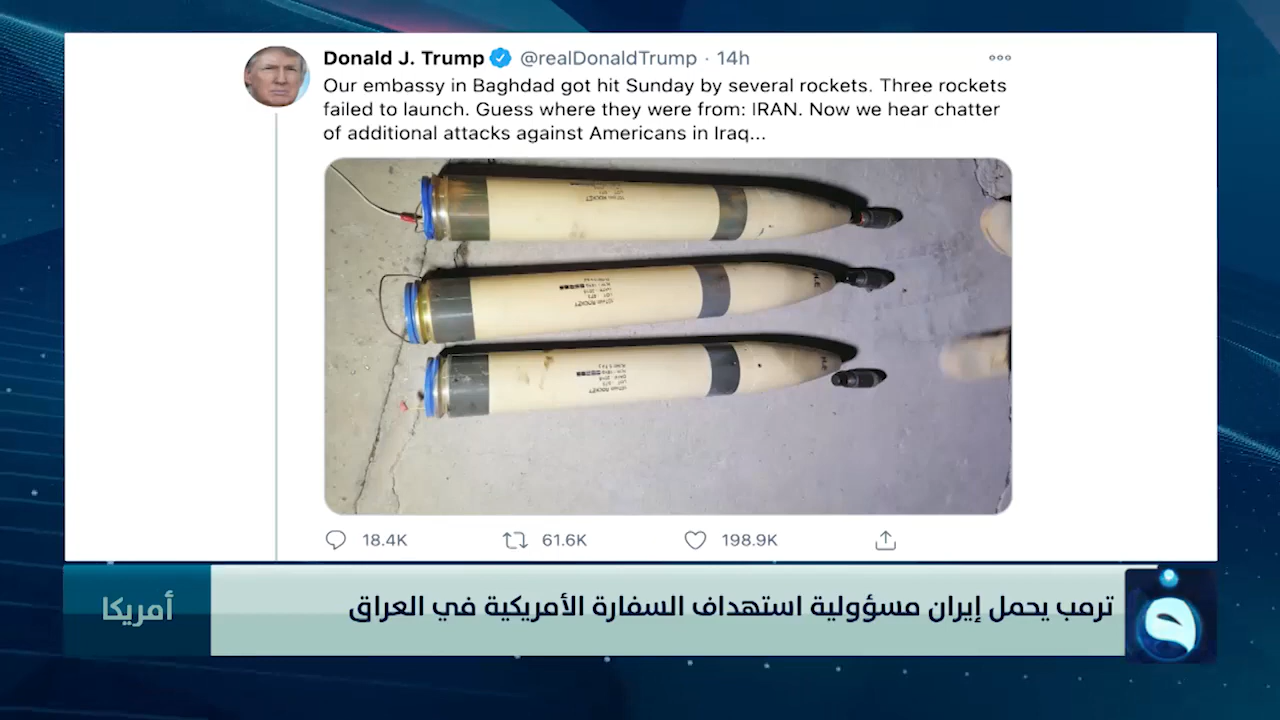 Donald J. Trump @realDonaldTrump · 14h
Our embassy in Baghdad got hit Sunday by several rockets. Three rockets
failed to launch. Guess where they were from: IRAN. Now we hear chatter
of additional attacks against Americans in Iraq...
18.4K 61.6K 198.9K
ترمب يحمل إيران مسؤولية استهداف السفارة الأمريكية في العراق
أمريكا